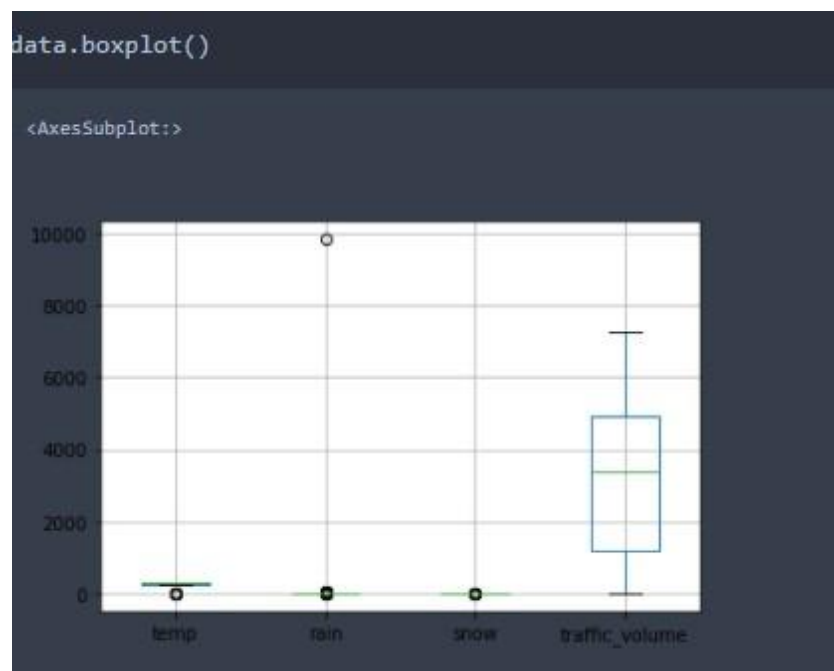 data.boxplot()
<AxesSubplot:>
10000
8000
6000
4000
2000
0
temp rain snow traffic_volume